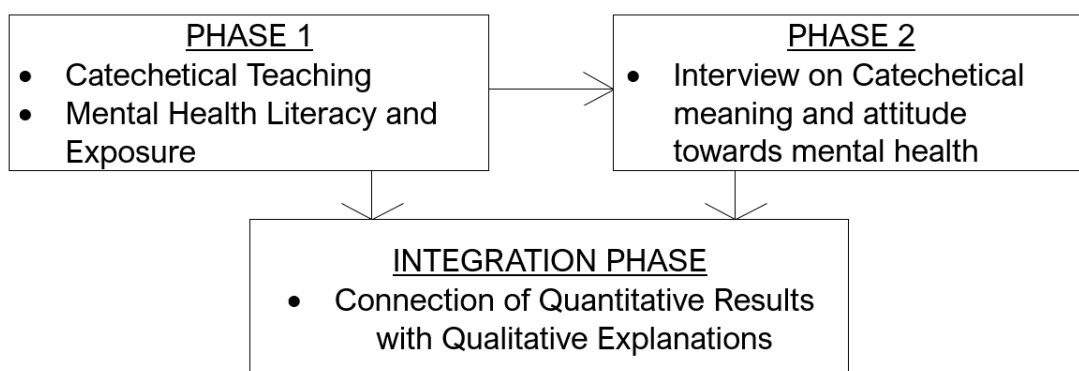 PHASE 1
• Catechetical Teaching
• Mental Health Literacy and
Exposure
PHASE 2
• Interview on Catechetical
meaning and attitude
towards mental health
INTEGRATION PHASE
• Connection of Quantitative Results
with Qualitative Explanations